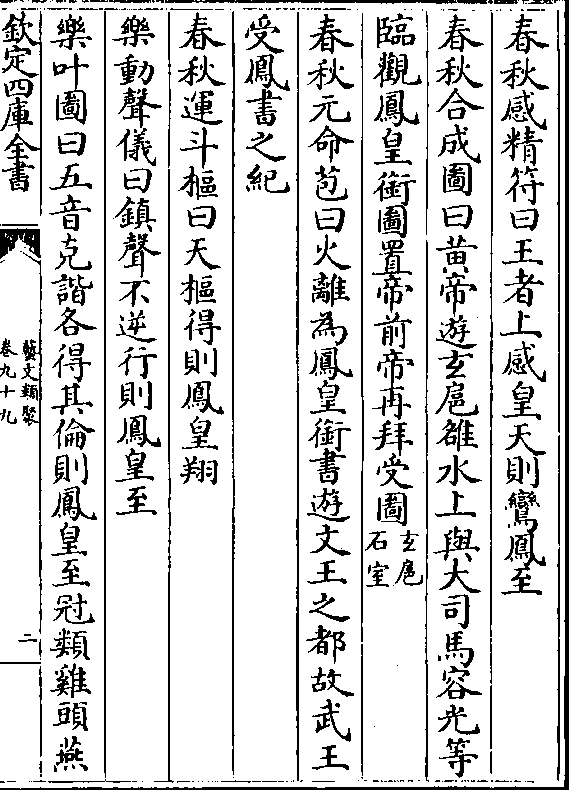 春秋感精符曰王者上感皇天則鸞鳳至
春秋合成圖曰黄帝遊玄扈雒水上與大司馬容光等
臨觀鳳皇銜圖置帝前帝再拜受圖玄扈石室
春秋元命苞曰火離為鳳皇銜書遊文王之都故武王
受鳳書之紀
春秋運斗樞曰天樞得則鳳皇翔
樂動聲儀曰鎮聲不逆行則鳳皇至
樂叶圖曰五音克諧各得其倫則鳳皇至冠類雞頭燕
欽定四庫全書
藝文類聚
卷九十九
二